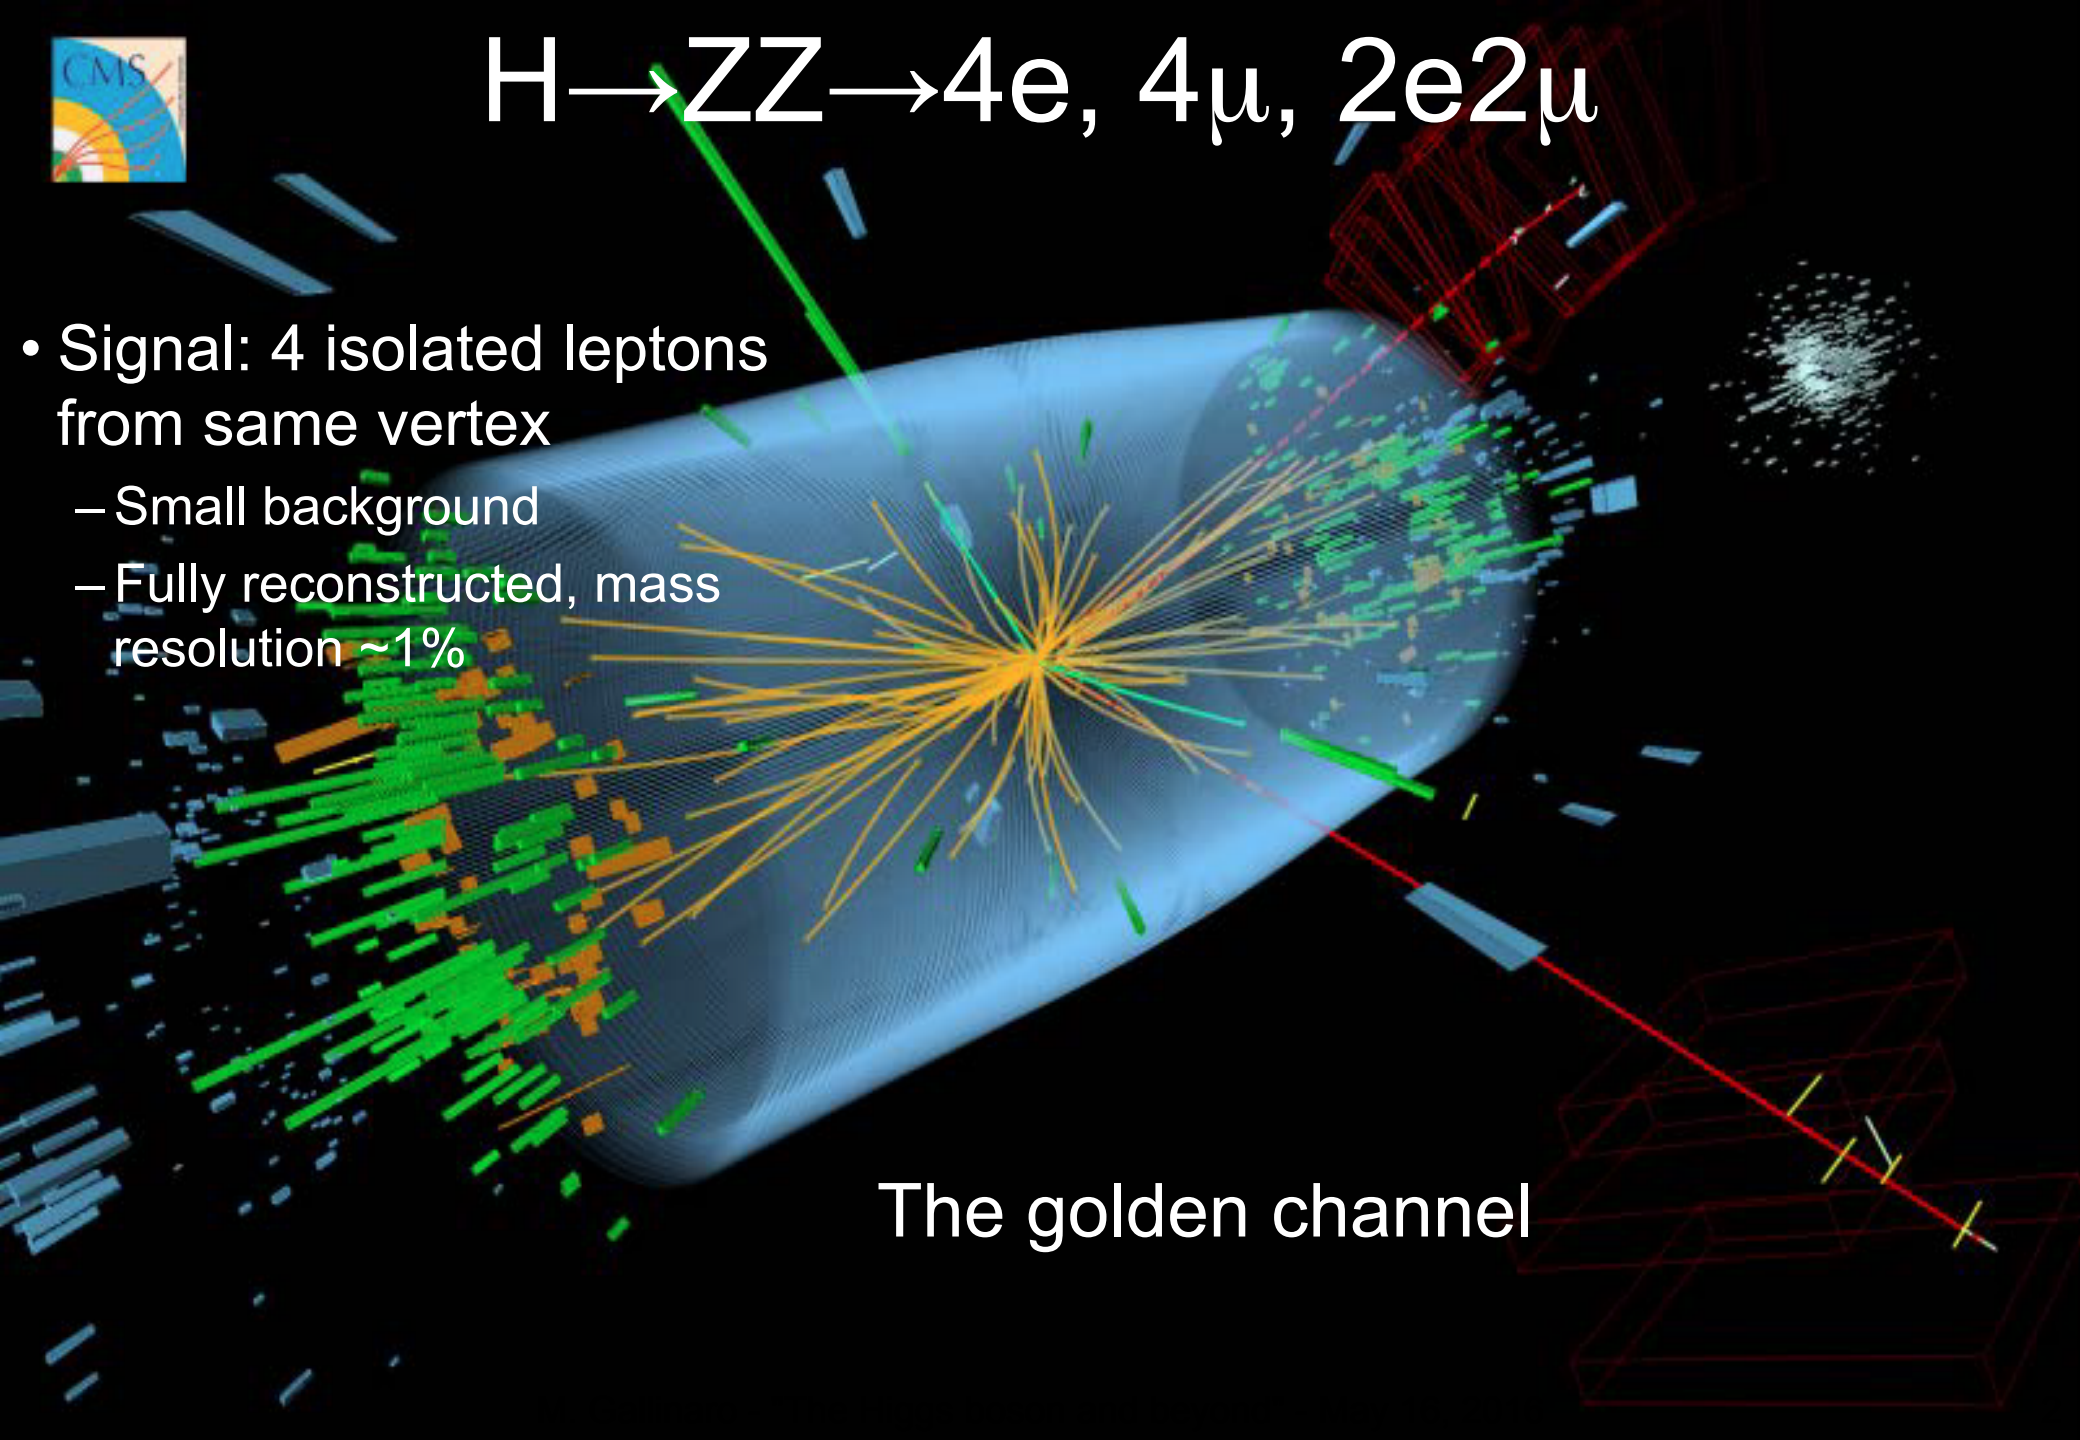 CMS
H→ZZ→4e, 4μ, 2e2μ
• Signal: 4 isolated leptons
from same vertex
– Small background
– Fully reconstructed, mass
resolution ~1%
The golden channel